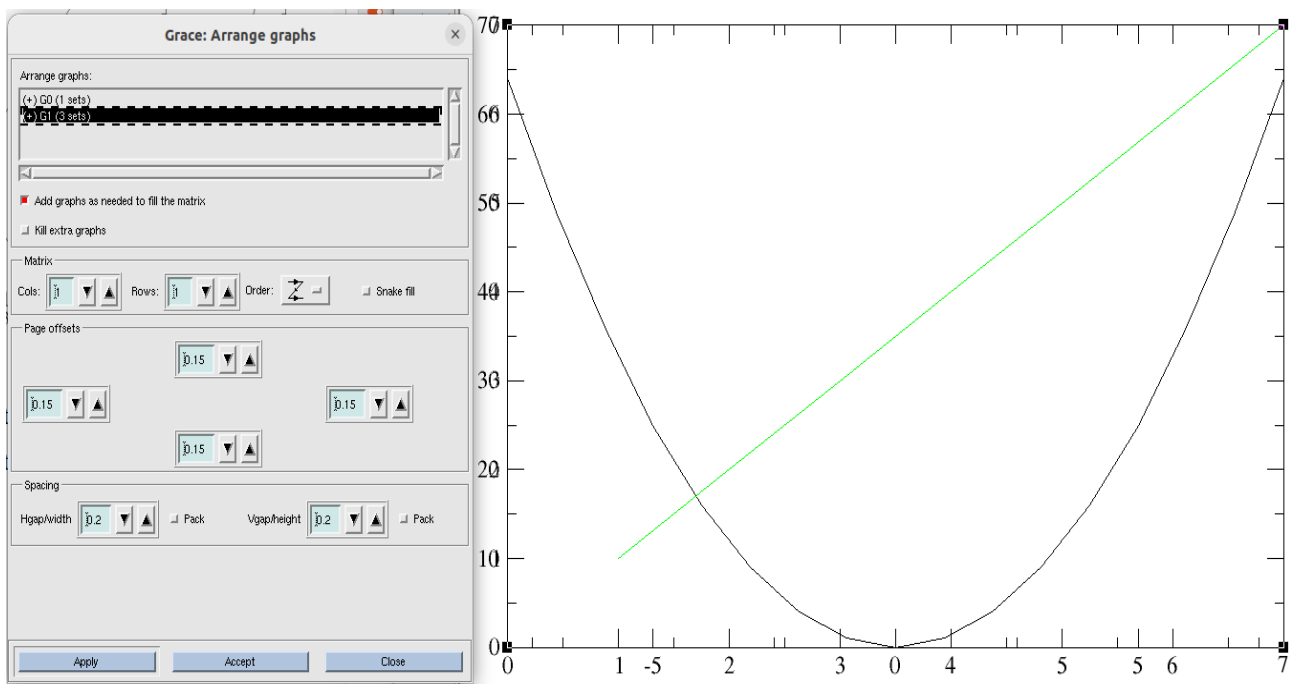 Grace: Arrange graphs
Arrange graphs:
(+) G0 (1 sets)
(+) G1 (3 sets)
Add graphs as needed to fill the matrix
Kill extra graphs
Matrix
Cols: 1 Rows: 1 Order: Snake fill
Page offsets
0.15
0.15 0.15
0.15
Spacing
Hgap/width 0.2 Pack Vgap/height 0.2 Pack
Apply Accept Close
70
60
50
40
30
20
10
0
0 1 -5 2 3 0 4 5 5 6 7